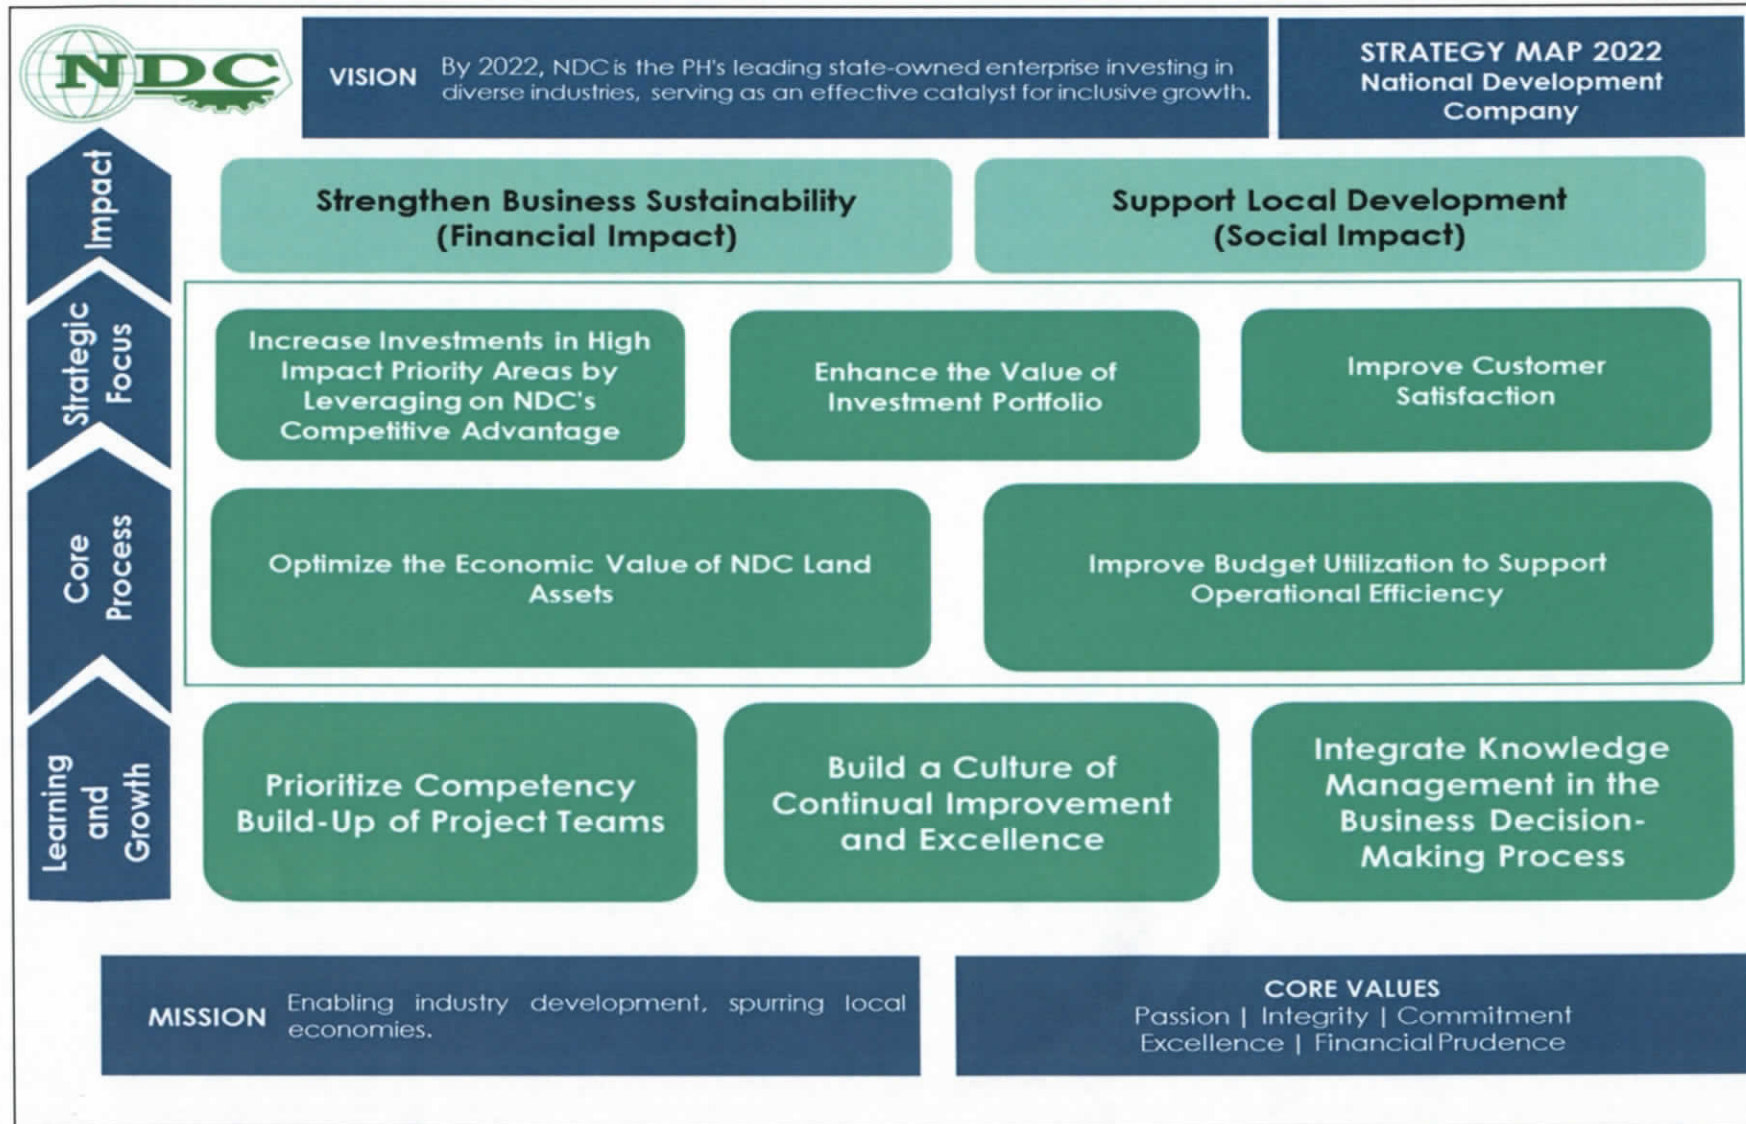 NDC
VISION
By 2022, NDC is the PH's leading state-owned enterprise investing in
diverse industries, serving as an effective catalyst for inclusive growth.
STRATEGY MAP 2022
National Development
Company
Impact
Strengthen Business Sustainability
(Financial Impact)
Support Local Development
(Social Impact)
Strategic
Focus
Increase Investments in High
Impact Priority Areas by
Leveraging on NDC's
Competitive Advantage
Enhance the Value of
Investment Portfolio
Improve Customer
Satisfaction
Core
Process
Optimize the Economic Value of NDC Land
Assets
Improve Budget Utilization to Support
Operational Efficiency
Learning
and
Growth
Prioritize Competency
Build-Up of Project Teams
Build a Culture of
Continual Improvement
and Excellence
Integrate Knowledge
Management in the
Business Decision-
Making Process
MISSION
Enabling industry development, spurring local
economies.
CORE VALUES
Passion | Integrity | Commitment
Excellence | Financial Prudence